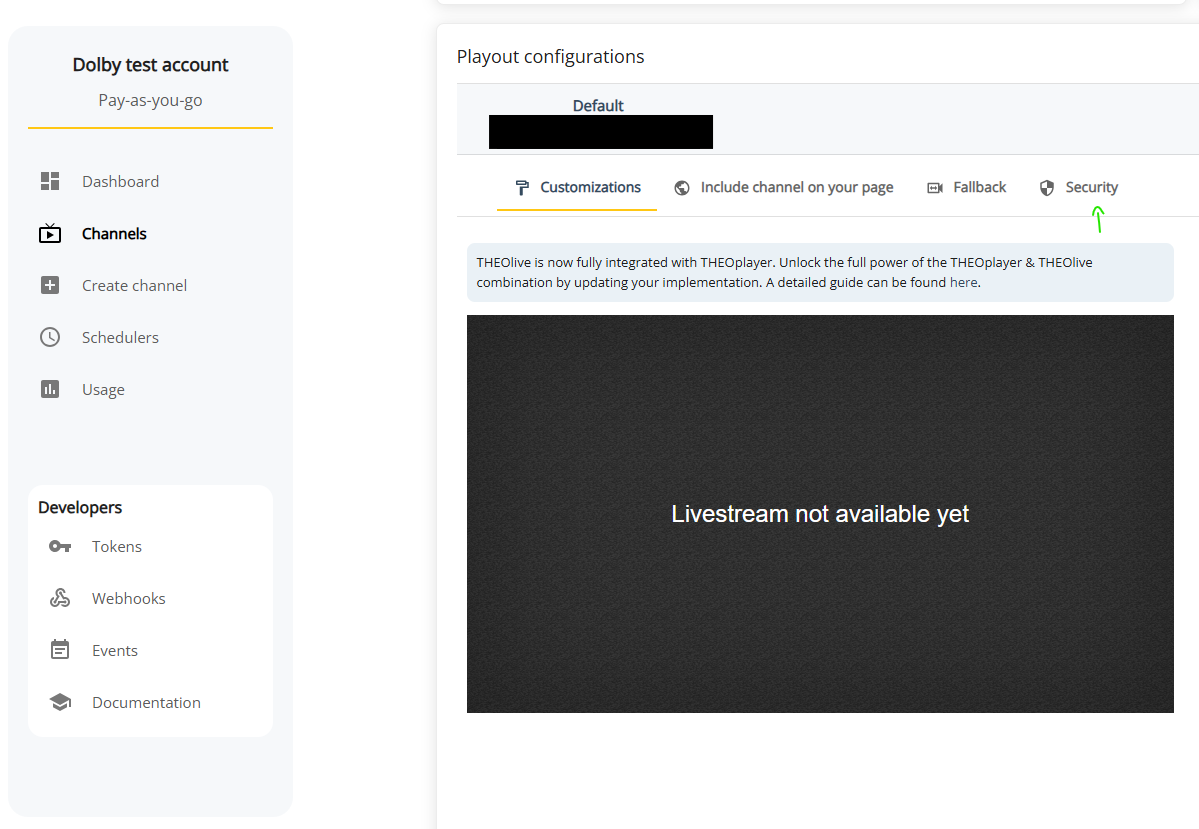 Dolby test account
Pay-as-you-go
Dashboard
Channels
Create channel
Schedulers
Usage
Developers
Tokens
Webhooks
Events
Documentation
Playout configurations
Default
Customizations
Include channel on your page
Fallback
Security
THEOlive is now fully integrated with THEOplayer. Unlock the full power of the THEOplayer & THEOlive
combination by updating your implementation. A detailed guide can be found here.
Livestream not available yet